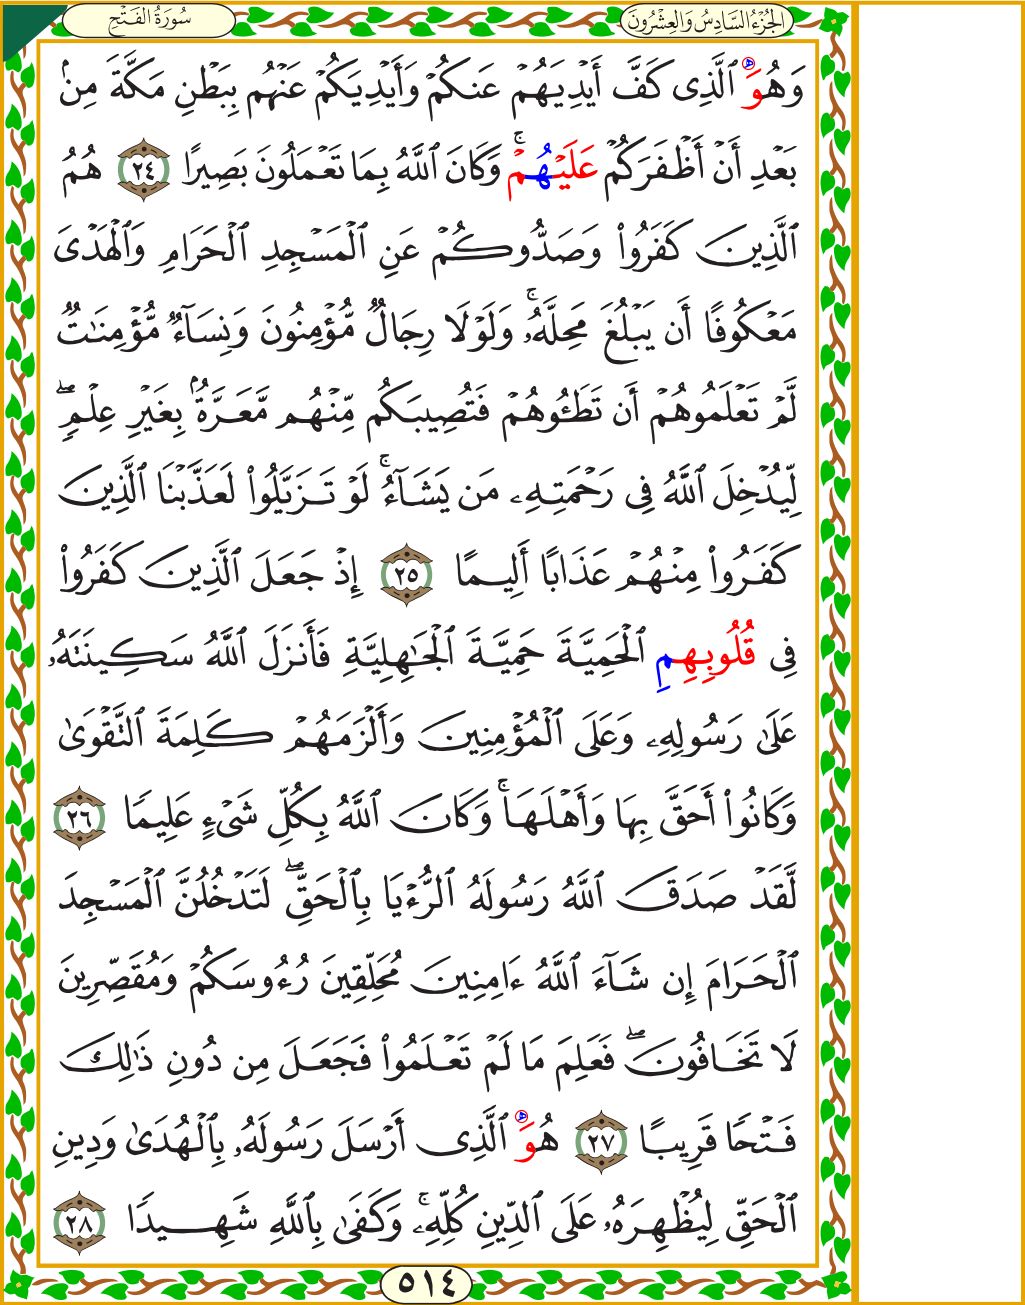 الجُزْءُ السَّادِسُ وَالعِشْرُونَ
سُورَةُ الفَتْحِ
وَهُوَ ٱلَّذِى كَفَّ أَيْدِيَهُمْ عَنكُمْ وَأَيْدِيَكُمْ عَنْهُم بِبَطْنِ مَكَّةَ مِنۢ
بَعْدِ أَنْ أَظْفَرَكُمْ عَلَيْهُمْ ۚ وَكَانَ ٱللَّهُ بِمَا تَعْمَلُونَ بَصِيرًا ٢٤ هُمُ
ٱلَّذِينَ كَفَرُوا۟ وَصَدُّوكُمْ عَنِ ٱلْمَسْجِدِ ٱلْحَرَامِ وَٱلْهَدْىَ
مَعْكُوفًا أَن يَبْلُغَ مَحِلَّهُۥ ۚ وَلَوْلَا رِجَالٌ مُّؤْمِنُونَ وَنِسَآءٌ مُّؤْمِنَـٰتٌ
لَّمْ تَعْلَمُوهُمْ أَن تَطَـُٔوهُمْ فَتُصِيبَكُم مِّنْهُم مَّعَرَّةٌۢ بِغَيْرِ عِلْمٍ ۖ
لِّيُدْخِلَ ٱللَّهُ فِى رَحْمَتِهِۦ مَن يَشَآءُ ۚ لَوْ تَزَيَّلُوا۟ لَعَذَّبْنَا ٱلَّذِينَ
كَفَرُوا۟ مِنْهُمْ عَذَابًا أَلِيمًا ٢٥ إِذْ جَعَلَ ٱلَّذِينَ كَفَرُوا۟
فِى قُلُوبِهِمِ ٱلْحَمِيَّةَ حَمِيَّةَ ٱلْجَـٰهِلِيَّةِ فَأَنزَلَ ٱللَّهُ سَكِينَتَهُۥ
عَلَىٰ رَسُولِهِۦ وَعَلَى ٱلْمُؤْمِنِينَ وَأَلْزَمَهُمْ كَلِمَةَ ٱلتَّقْوَىٰ
وَكَانُوٓا۟ أَحَقَّ بِهَا وَأَهْلَهَا ۚ وَكَانَ ٱللَّهُ بِكُلِّ شَىْءٍ عَلِيمًا ٢٦
لَّقَدْ صَدَقَ ٱللَّهُ رَسُولَهُ ٱلرُّءْيَا بِٱلْحَقِّ ۖ لَتَدْخُلُنَّ ٱلْمَسْجِدَ
ٱلْحَرَامَ إِن شَآءَ ٱللَّهُ ءَامِنِينَ مُحَلِّقِينَ رُءُوسَكُمْ وَمُقَصِّرِينَ
لَا تَخَافُونَ ۖ فَعَلِمَ مَا لَمْ تَعْلَمُوا۟ فَجَعَلَ مِن دُونِ ذَٰلِكَ
فَتْحًا قَرِيبًا ٢٧ هُوَ ٱلَّذِىٓ أَرْسَلَ رَسُولَهُۥ بِٱلْهُدَىٰ وَدِينِ
ٱلْحَقِّ لِيُظْهِرَهُۥ عَلَى ٱلدِّينِ كُلِّهِۦ ۚ وَكَفَىٰ بِٱللَّهِ شَهِيدًا ٢٨
٥١٤